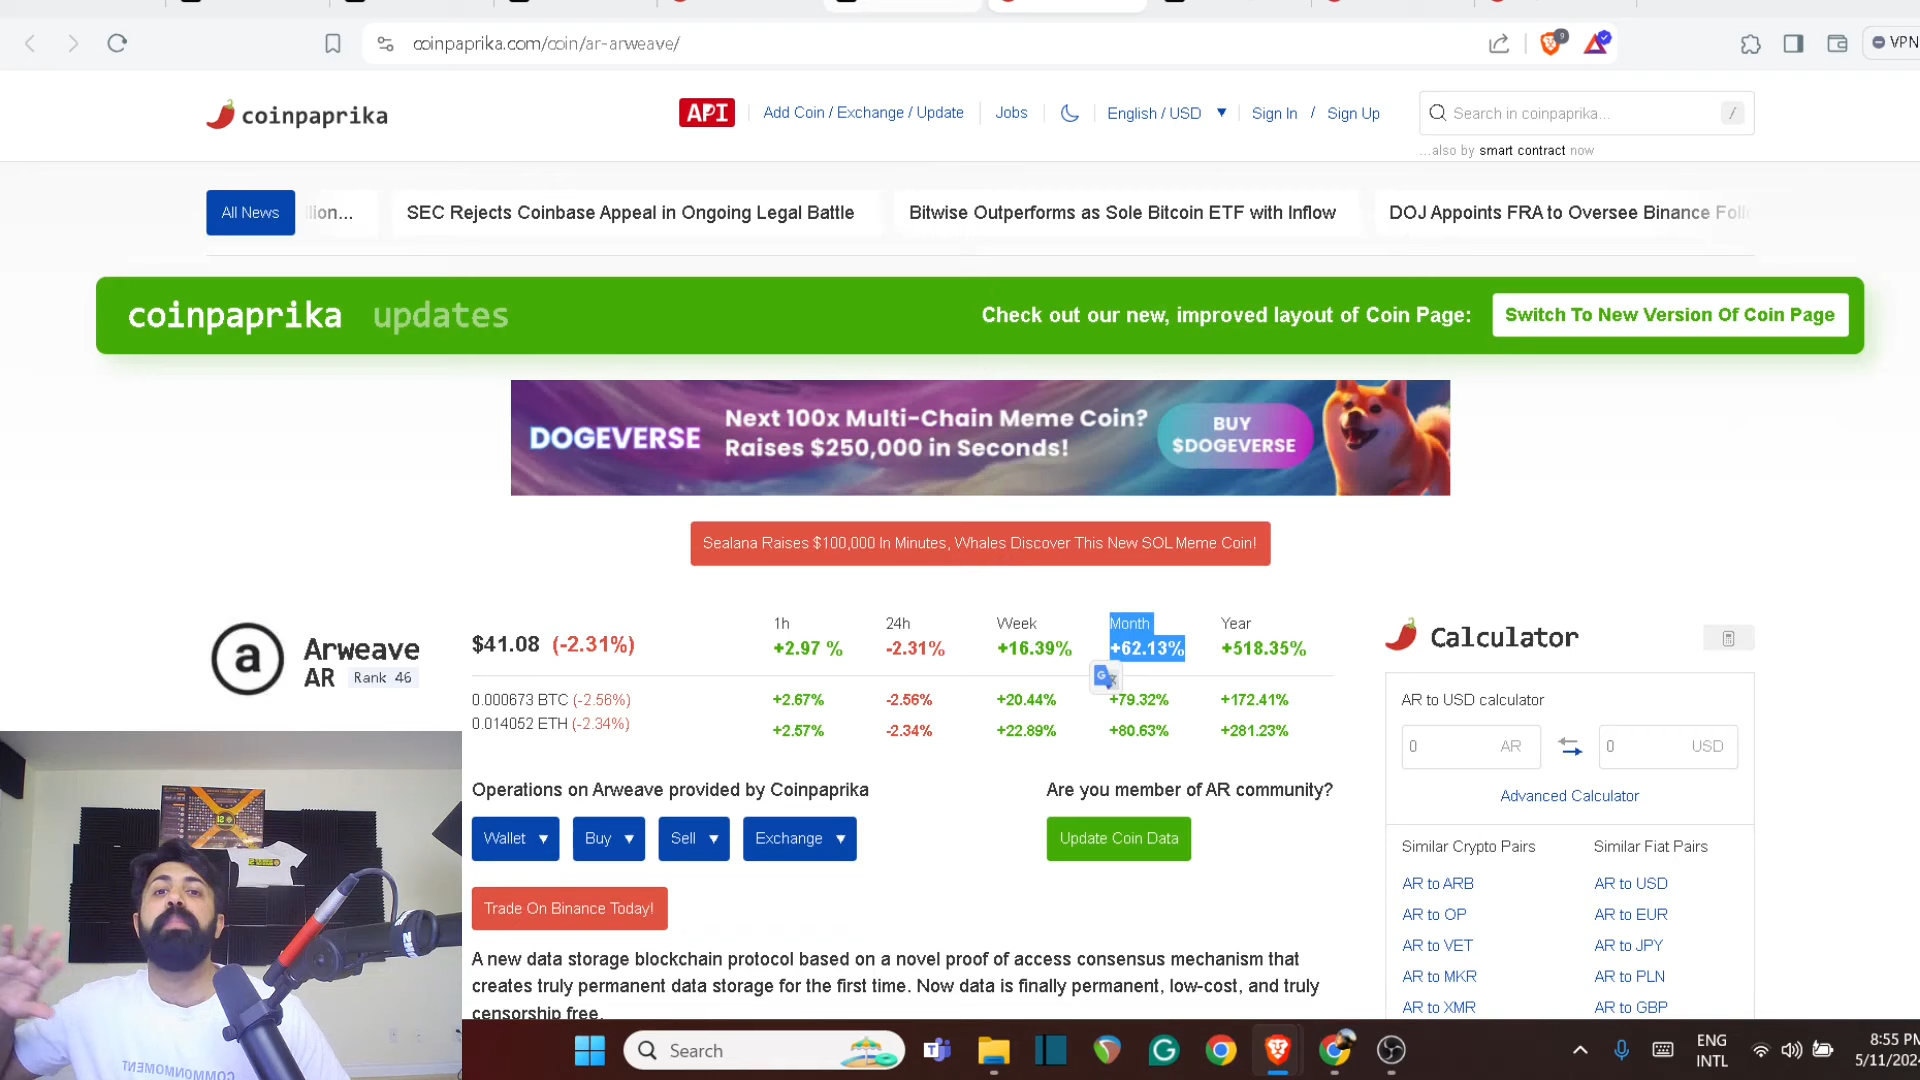 coinpaprika.com/coin/ar-arweave/
9
VPN
coinpaprika
API
Add Coin / Exchange / Update
Jobs
English / USD ▼
Sign In / Sign Up
Search in coinpaprika...
/
...also by smart contract now
All News
SEC Rejects Coinbase Appeal in Ongoing Legal Battle
Bitwise Outperforms as Sole Bitcoin ETF with Inflow
DOJ Appoints FRA to Oversee Binance
coinpaprika updates
Check out our new, improved layout of Coin Page:
Switch To New Version Of Coin Page
DOGEVERSE
Next 100x Multi-Chain Meme Coin?
Raises $250,000 in Seconds!
BUY
$DOGEVERSE
Sealana Raises $100,000 In Minutes, Whales Discover This New SOL Meme Coin!
a
Arweave
AR Rank 46
$41.08 (-2.31%)
1h 24h Week Month Year
+2.97 % -2.31% +16.39% +62.13% +518.35%
0.000673 BTC (-2.56%) +2.67% -2.56% +20.44% +79.32% +172.41%
0.014052 ETH (-2.34%) +2.57% -2.34% +22.89% +80.63% +281.23%
Operations on Arweave provided by Coinpaprika
Wallet ▼ Buy ▼ Sell ▼ Exchange ▼
Are you member of AR community?
Update Coin Data
Trade On Binance Today!
A new data storage blockchain protocol based on a novel proof of access consensus mechanism that
creates truly permanent data storage for the first time. Now data is finally permanent, low-cost, and truly
censorship free.
Calculator
AR to USD calculator
0 AR
0 USD
Advanced Calculator
Similar Crypto Pairs Similar Fiat Pairs
AR to ARB AR to USD
AR to OP AR to EUR
AR to VET AR to JPY
AR to MKR AR to PLN
AR to XMR AR to GBP
COMMONMOMENT
Search
ENG
INTL
8:55 PM
5/11/2024